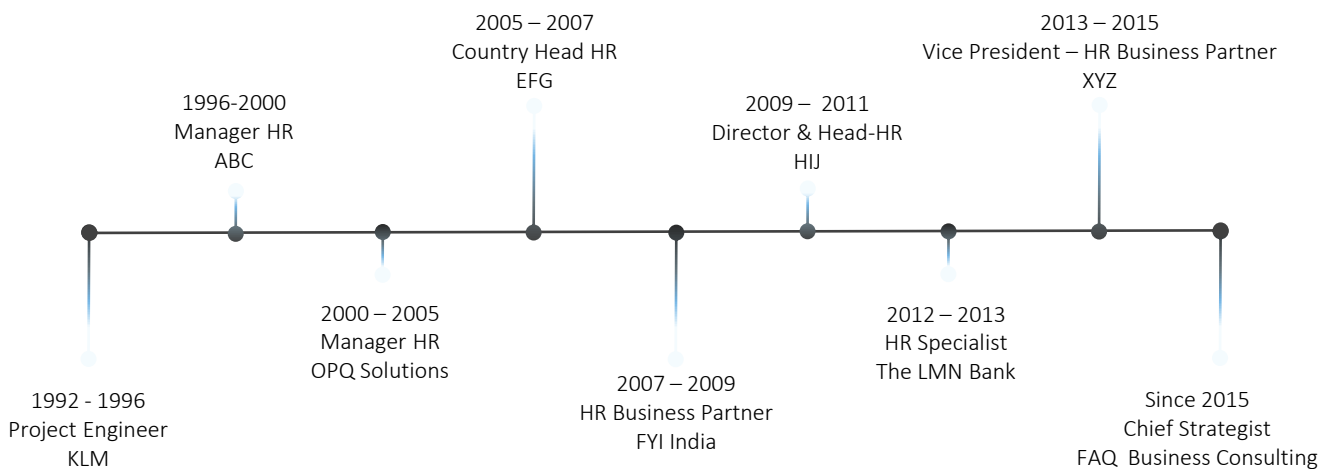 1992 - 1996
Project Engineer
KLM
1996-2000
Manager HR
ABC
2000 – 2005
Manager HR
OPQ Solutions
2005 – 2007
Country Head HR
EFG
2007 – 2009
HR Business Partner
FYI India
2009 –  2011
Director & Head-HR
HIJ
2012 – 2013
HR Specialist
The LMN Bank
2013 – 2015
Vice President – HR Business Partner
XYZ
Since 2015
Chief Strategist
FAQ  Business Consulting